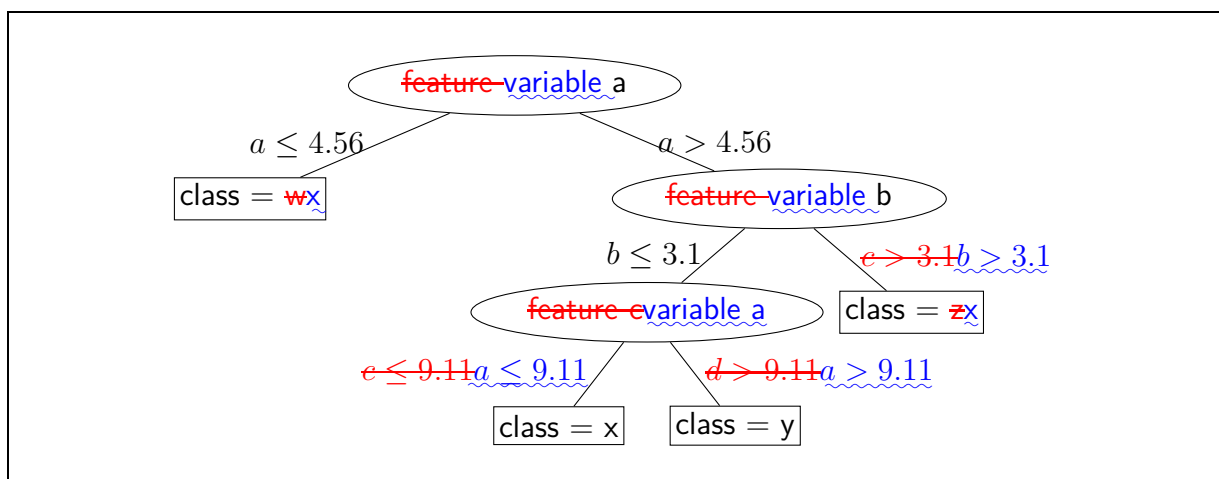 feature variable a
a ≤ 4.56 a > 4.56
class = wx feature variable b
b ≤ 3.1 c > 3.1b > 3.1
feature cvariable a class = zx
c ≤ 9.11a ≤ 9.11 d > 9.11a > 9.11
class = x class = y